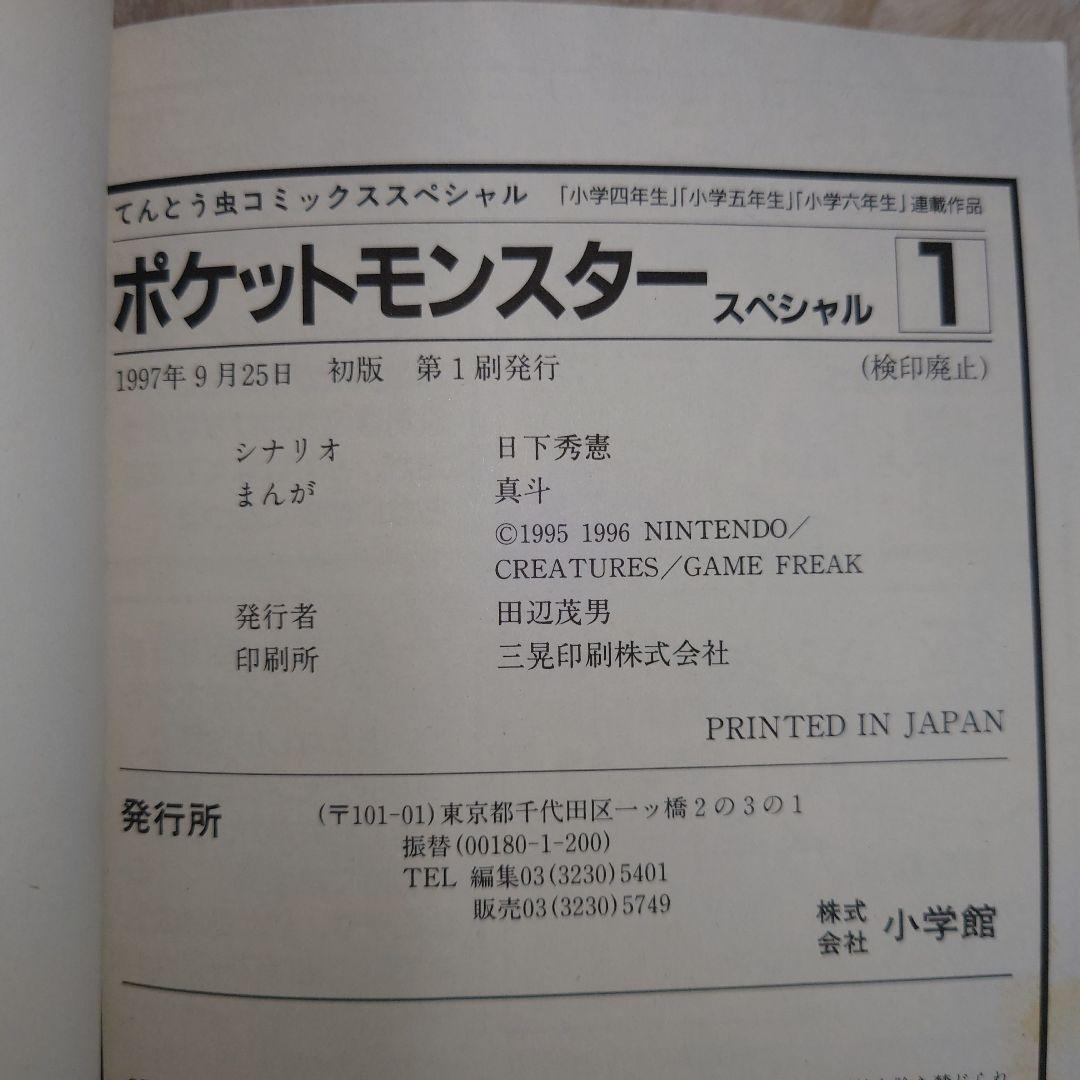 てんとう虫コミックススペシャル 「小学四年生」「小学五年生」「小学六年生」連載作品
ポケットモンスター スペシャル 1
1997年9月25日 初版 第1刷発行 (検印廃止)
シナリオ 日下秀憲
まんが 真斗
©1995 1996 NINTENDO/
CREATURES/GAME FREAK
発行者 田辺茂男
印刷所 三晃印刷株式会社
PRINTED IN JAPAN
発行所 (〒101-01)東京都千代田区一ッ橋2の3の1
振替(00180-1-200)
TEL 編集03(3230)5401
販売03(3230)5749
株式会社 小学館